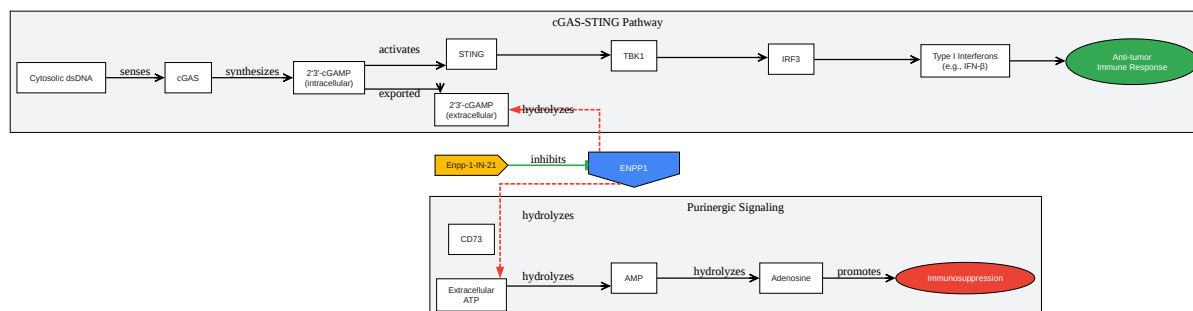 cGAS-STING Pathway
Cytosolic dsDNA
senses
cGAS
synthesizes
2'3'-cGAMP
(intracellular)
activates
exported
STING
2'3'-cGAMP
(extracellular)
TBK1
IRF3
Type I Interferons
(e.g., IFN-β)
Anti-tumor
Immune Response
hydrolyzes
Enpp-1-IN-21
inhibits
ENPP1
Purinergic Signaling
hydrolyzes
CD73
Extracellular
ATP
hydrolyzes
AMP
hydrolyzes
Adenosine
promotes
Immunosuppression